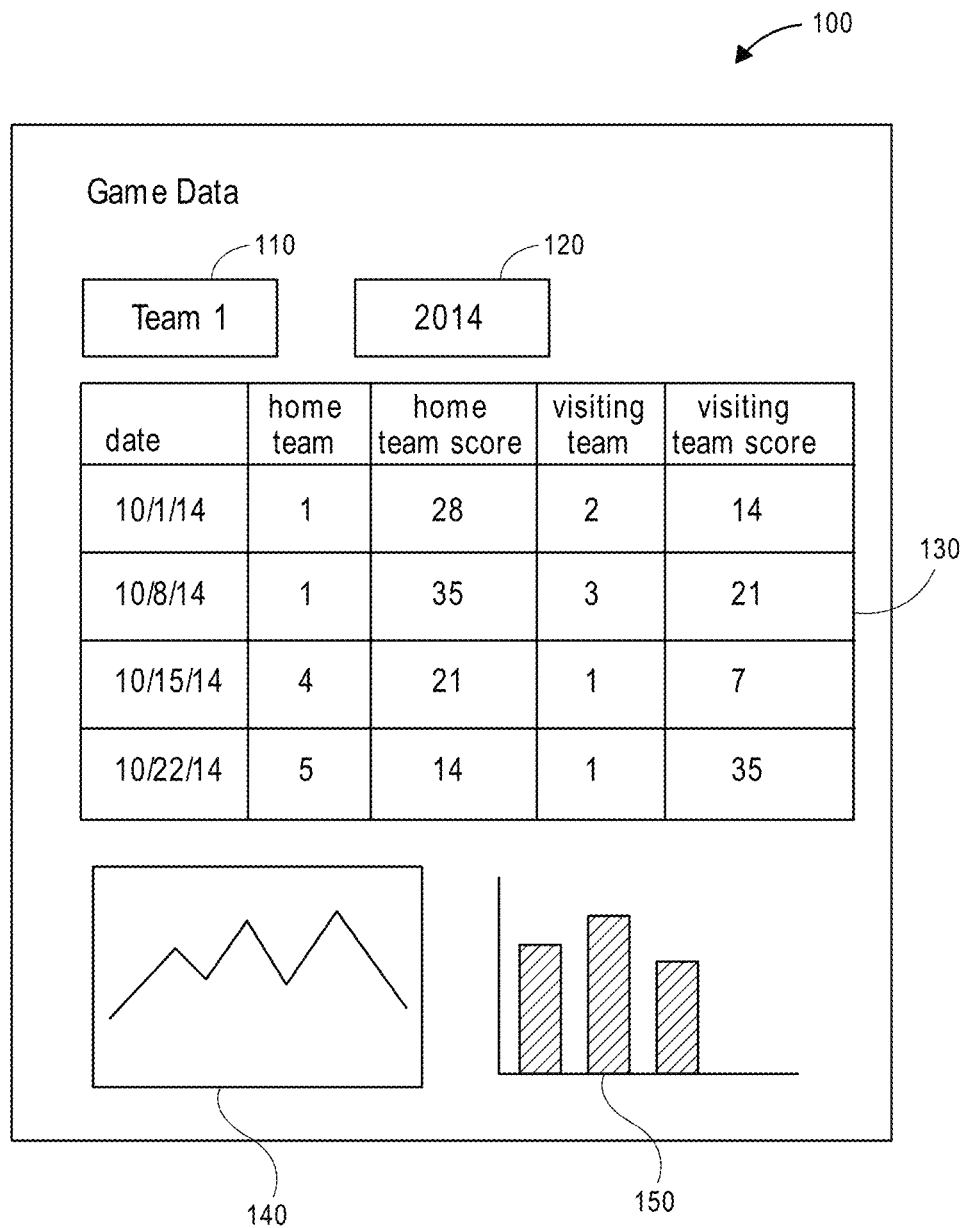 100
Game Data
110
120
Team 1
2014
date
home team
home team score
visiting team
visiting team score
10/1/14 1 28 2 14
10/8/14 1 35 3 21
130
10/15/14 4 21 1 7
10/22/14 5 14 1 35
140
150